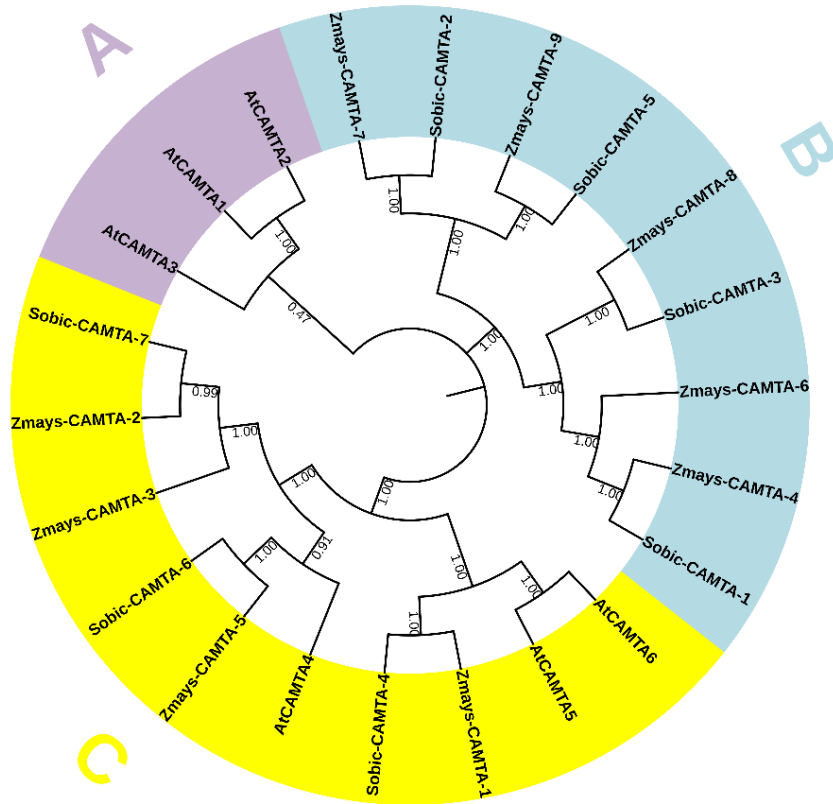 A
B
C
Zmays-CAMTA-7
Sobic-CAMTA-2
Zmays-CAMTA-9
Sobic-CAMTA-5
Zmays-CAMTA-8
Sobic-CAMTA-3
Zmays-CAMTA-6
Zmays-CAMTA-4
Sobic-CAMTA-1
AtCAMTA6
AtCAMTA5
Zmays-CAMTA-1
Sobic-CAMTA-4
AtCAMTA4
Zmays-CAMTA-5
Sobic-CAMTA-6
Zmays-CAMTA-3
Zmays-CAMTA-2
Sobic-CAMTA-7
AtCAMTA3
AtCAMTA1
AtCAMTA2
1.00
1.00
1.00
1.00
0.47
1.00
1.00
1.00
1.00
1.00
0.99
1.00
1.00
1.00
1.00
0.91
1.00
1.00
1.00